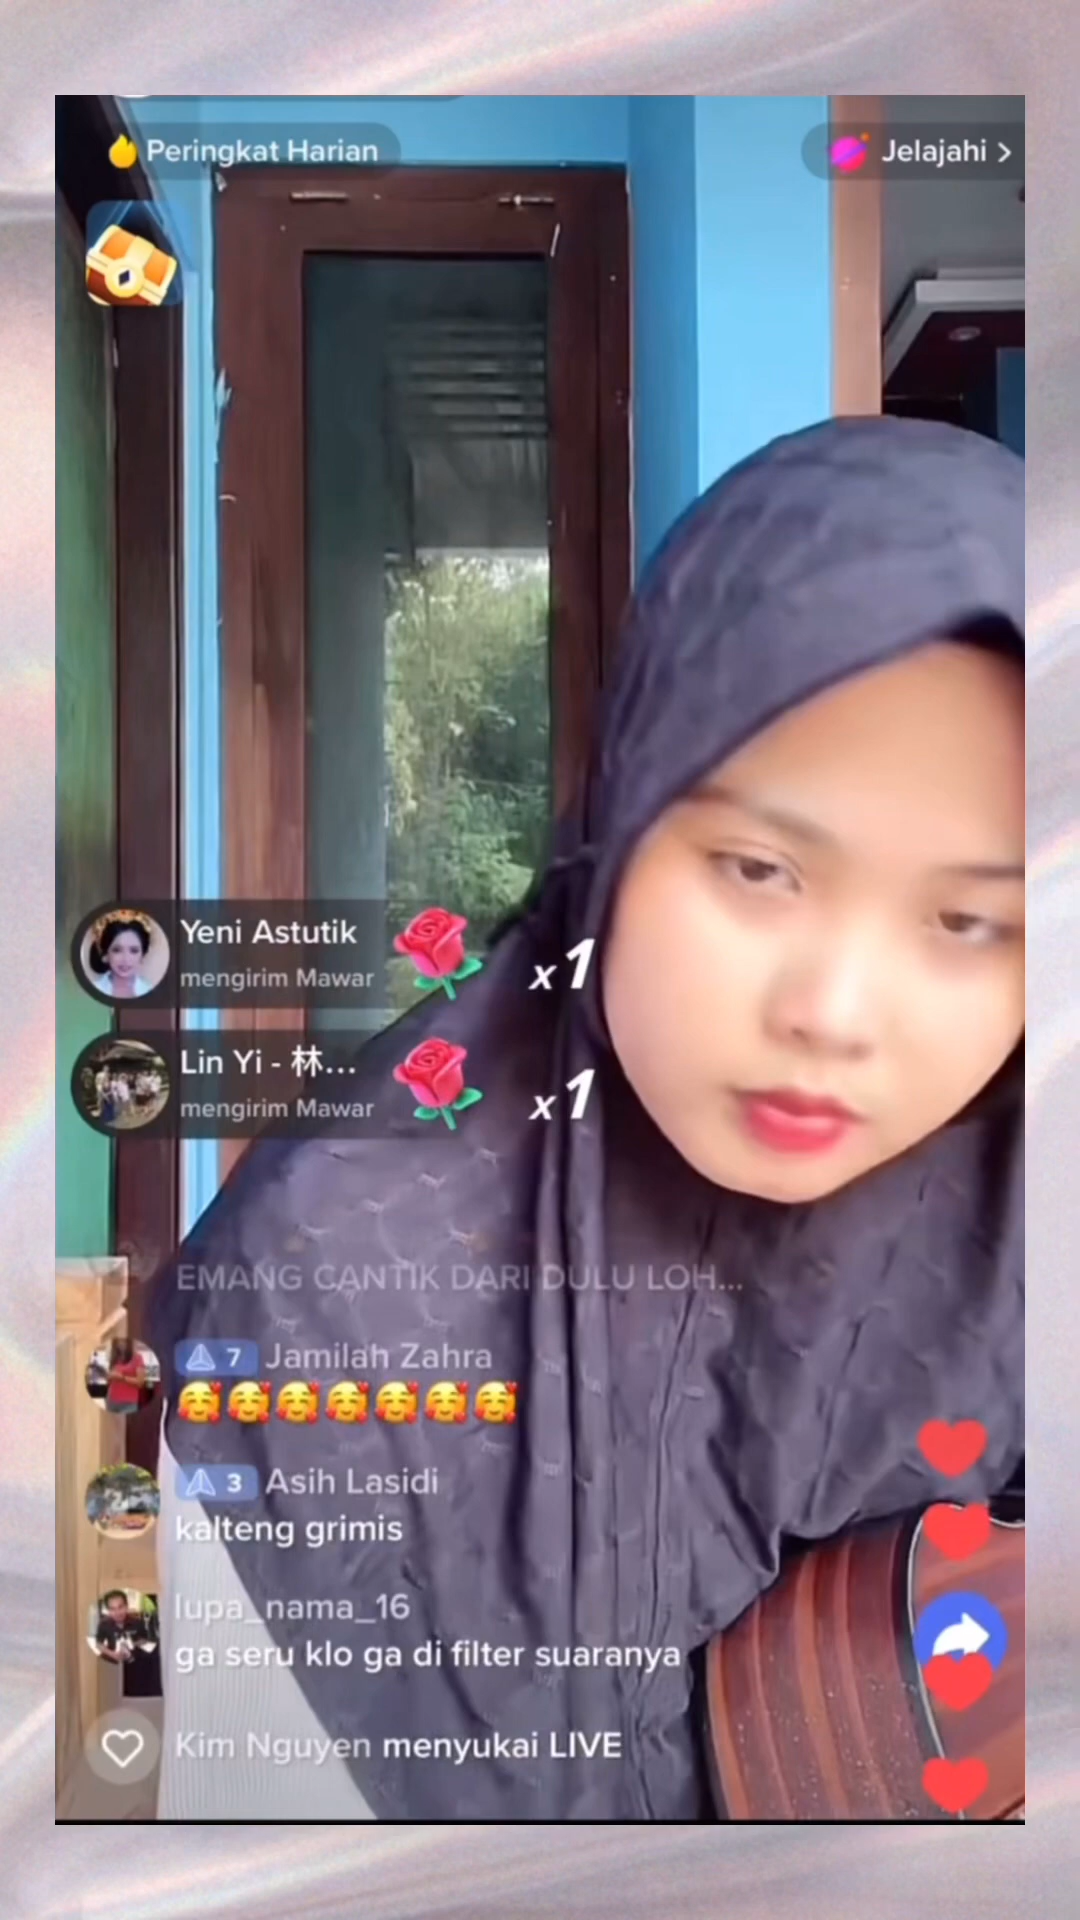 Peringkat Harian
Jelajahi >
Yeni Astutik
mengirim Mawar
x1
Lin Yi - 林...
mengirim Mawar
x1
EMANG CANTIK DARI DULU LOH...
7 Jamilah Zahra
3 Asih Lasidi
kalteng grimis
lupa_nama_16
ga seru klo ga di filter suaranya
Kim Nguyen menyukai LIVE